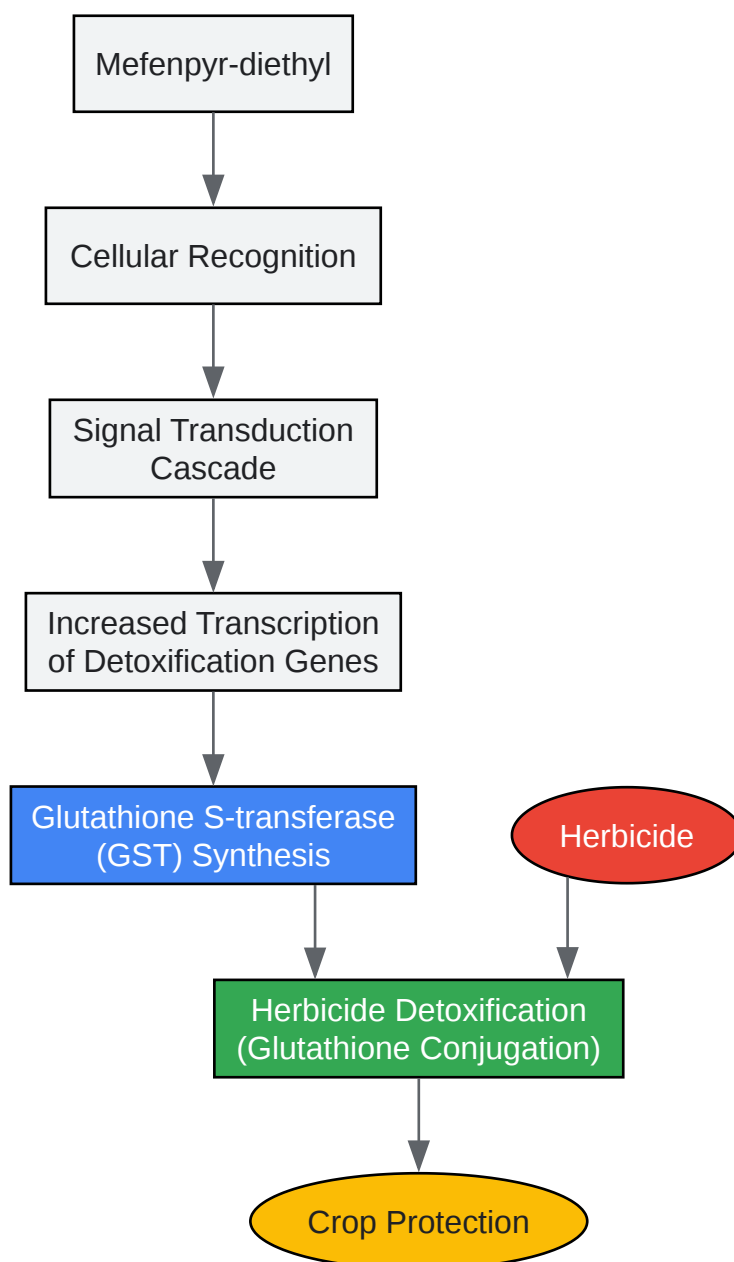 Mefenpyr-diethyl
Cellular Recognition
Signal Transduction
Cascade
Increased Transcription
of Detoxification Genes
Glutathione S-transferase
(GST) Synthesis
Herbicide
Herbicide Detoxification
(Glutathione Conjugation)
Crop Protection